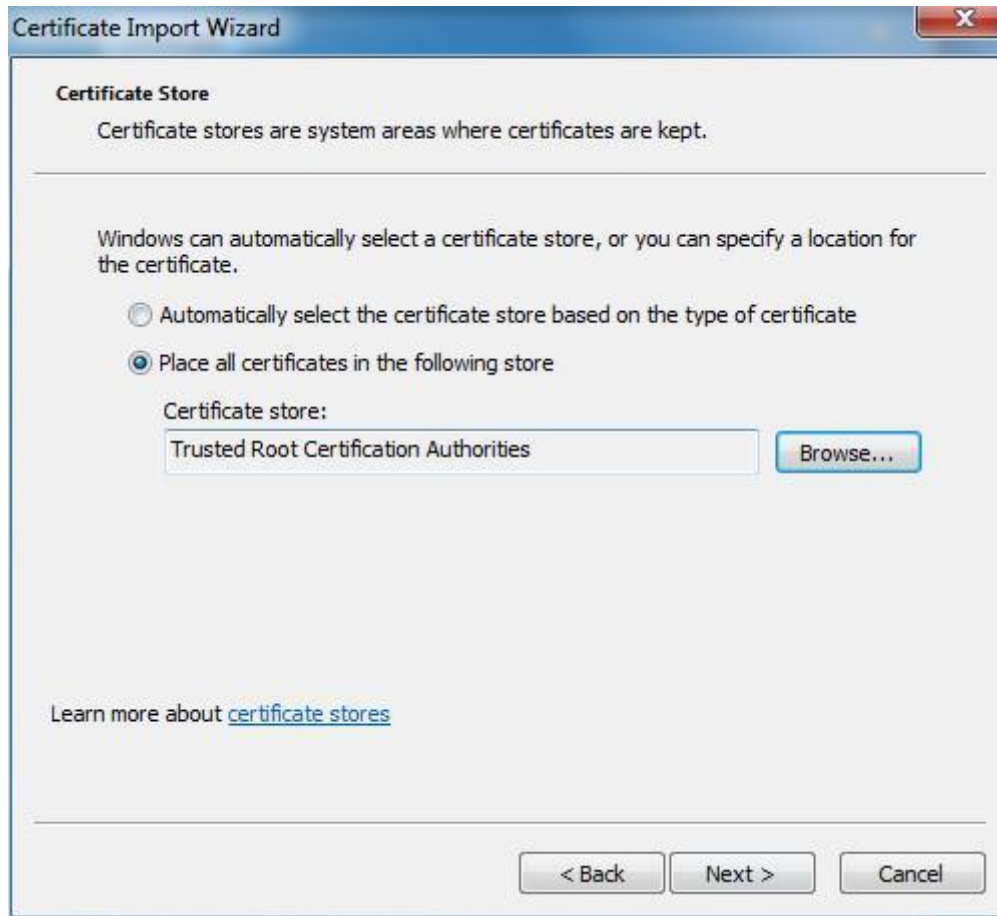 Certificate Import Wizard
Certificate Store
Certificate stores are system areas where certificates are kept.
Windows can automatically select a certificate store, or you can specify a location for
the certificate.
Automatically select the certificate store based on the type of certificate
Place all certificates in the following store
Certificate store:
Trusted Root Certification Authorities
Browse...
Learn more about certificate stores
< Back
Next >
Cancel